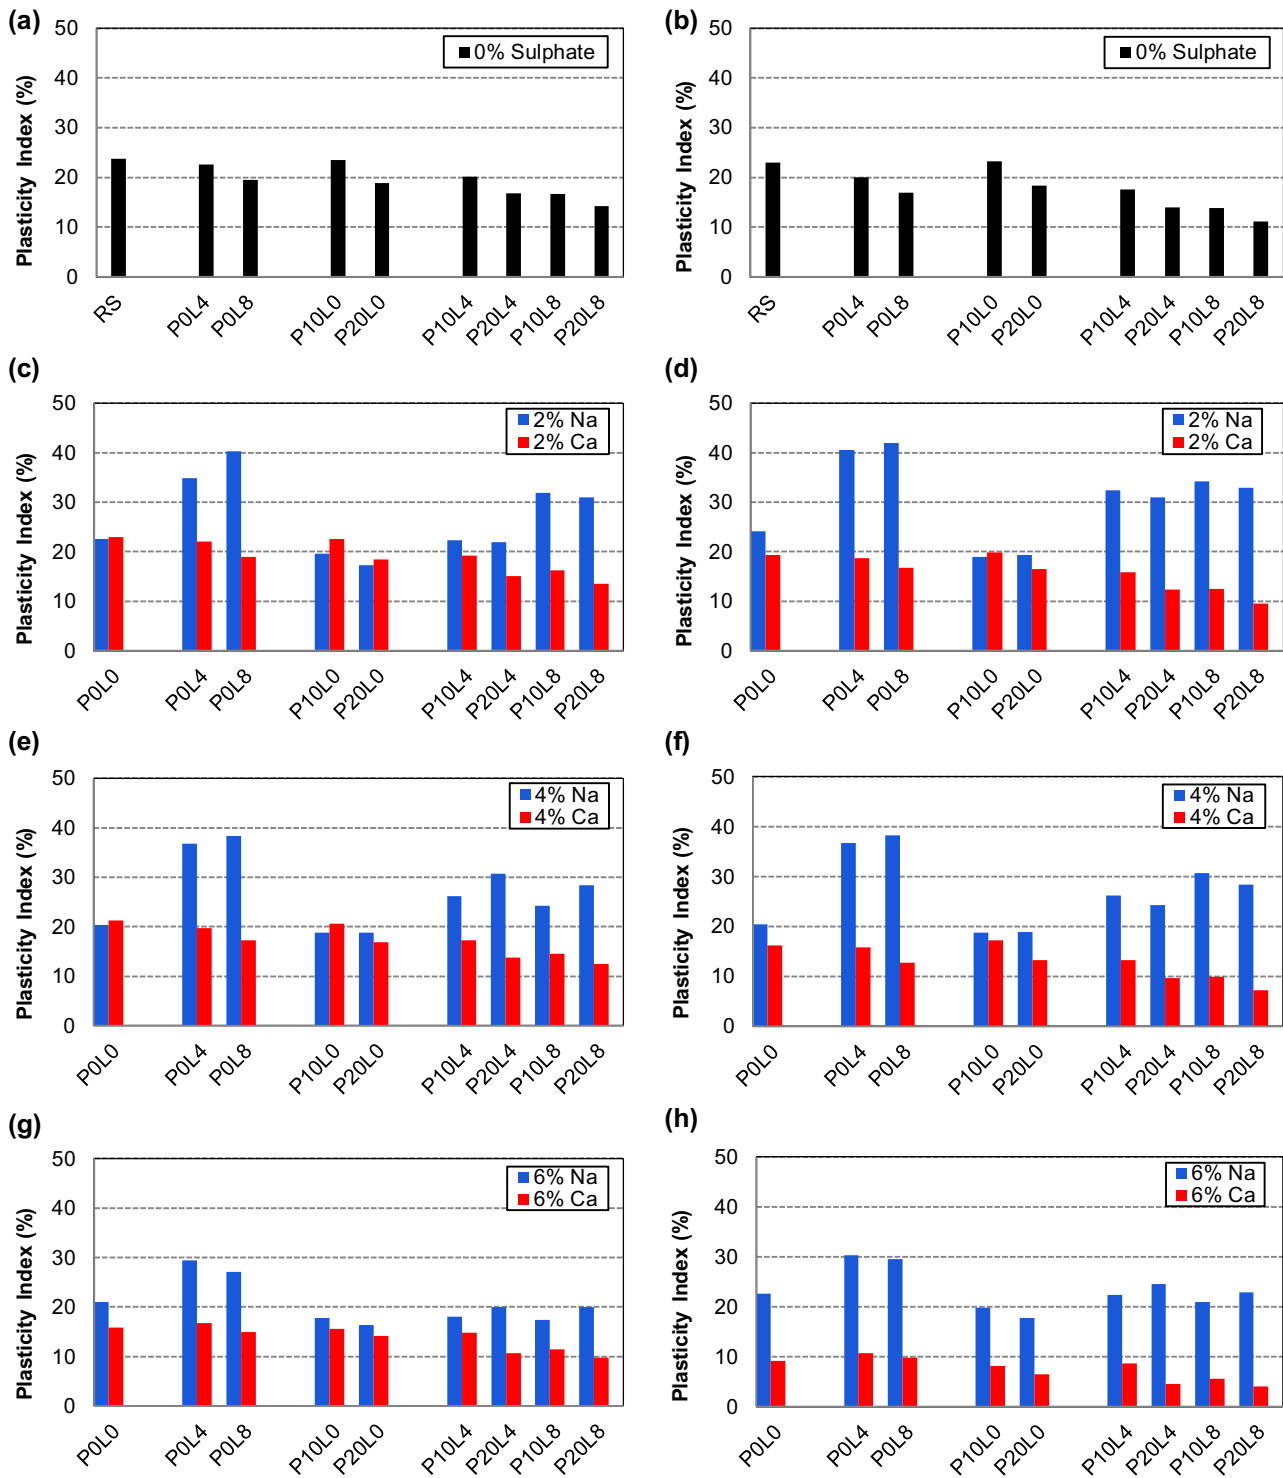 (a)
Plasticity Index (%)
50
40
30
20
10
0
0% Sulphate
RS
P0L4
P0L8
P10L0
P20L0
P10L4
P20L4
P10L8
P20L8
(b)
Plasticity Index (%)
50
40
30
20
10
0
0% Sulphate
RS
P0L4
P0L8
P10L0
P20L0
P10L4
P20L4
P10L8
P20L8
(c)
Plasticity Index (%)
50
40
30
20
10
0
2% Na
2% Ca
P0L0
P0L4
P0L8
P10L0
P20L0
P10L4
P20L4
P10L8
P20L8
(d)
Plasticity Index (%)
50
40
30
20
10
0
2% Na
2% Ca
P0L0
P0L4
P0L8
P10L0
P20L0
P10L4
P20L4
P10L8
P20L8
(e)
Plasticity Index (%)
50
40
30
20
10
0
4% Na
4% Ca
P0L0
P0L4
P0L8
P10L0
P20L0
P10L4
P20L4
P10L8
P20L8
(f)
Plasticity Index (%)
50
40
30
20
10
0
4% Na
4% Ca
P0L0
P0L4
P0L8
P10L0
P20L0
P10L4
P20L4
P10L8
P20L8
(g)
Plasticity Index (%)
50
40
30
20
10
0
6% Na
6% Ca
P0L0
P0L4
P0L8
P10L0
P20L0
P10L4
P20L4
P10L8
P20L8
(h)
Plasticity Index (%)
50
40
30
20
10
0
6% Na
6% Ca
P0L0
P0L4
P0L8
P10L0
P20L0
P10L4
P20L4
P10L8
P20L8